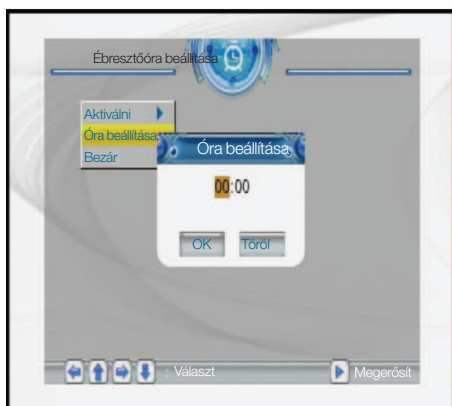 Ébresztőóra beállítása
Aktiválni
Óra beállítása
Bezár
Óra beállítása
00:00
OK
Töröl
: Választ
Megerősít